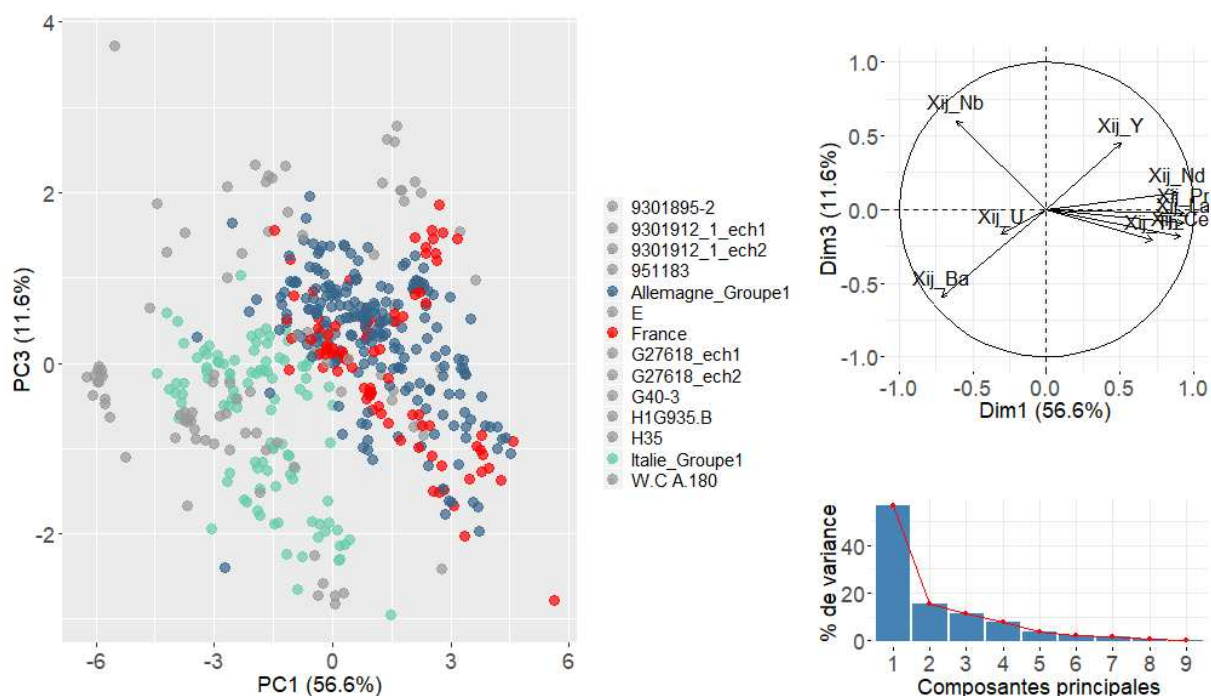 4
2
0
-2
PC3 (11.6%)
-6
-3
0
3
6
PC1 (56.6%)
9301895-2
9301912_1_ech1
9301912_1_ech2
951183
Allemagne_Groupe1
E
France
G27618_ech1
G27618_ech2
G40-3
H1G935.B
H35
Italie_Groupe1
W.C A.180
1.0
0.5
0.0
-0.5
-1.0
Dim3 (11.6%)
Xij_Nb
Xij_Y
Xij_Nd
Xij_Pr
Xij_La
Xij_Ce
Xij_U
Xij_Ba
-1.0
-0.5
0.0
0.5
1.0
Dim1 (56.6%)
40
20
0
% de variance
1
2
3
4
5
6
7
8
9
Composantes principales